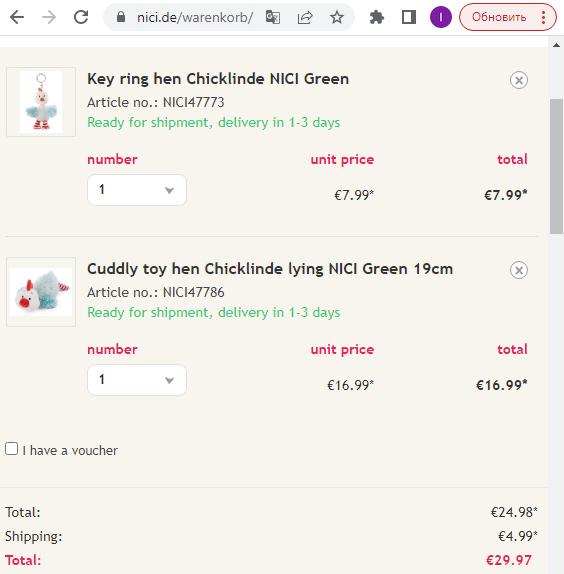 nici.de/warenkorb/
I
Обновить
Key ring hen Chicklinde NICI Green
Article no.: NICI47773
Ready for shipment, delivery in 1-3 days
number unit price total
1 €7.99* €7.99*
Cuddly toy hen Chicklinde lying NICI Green 19cm
Article no.: NICI47786
Ready for shipment, delivery in 1-3 days
number unit price total
1 €16.99* €16.99*
I have a voucher
Total: €24.98*
Shipping: €4.99*
Total: €29.97